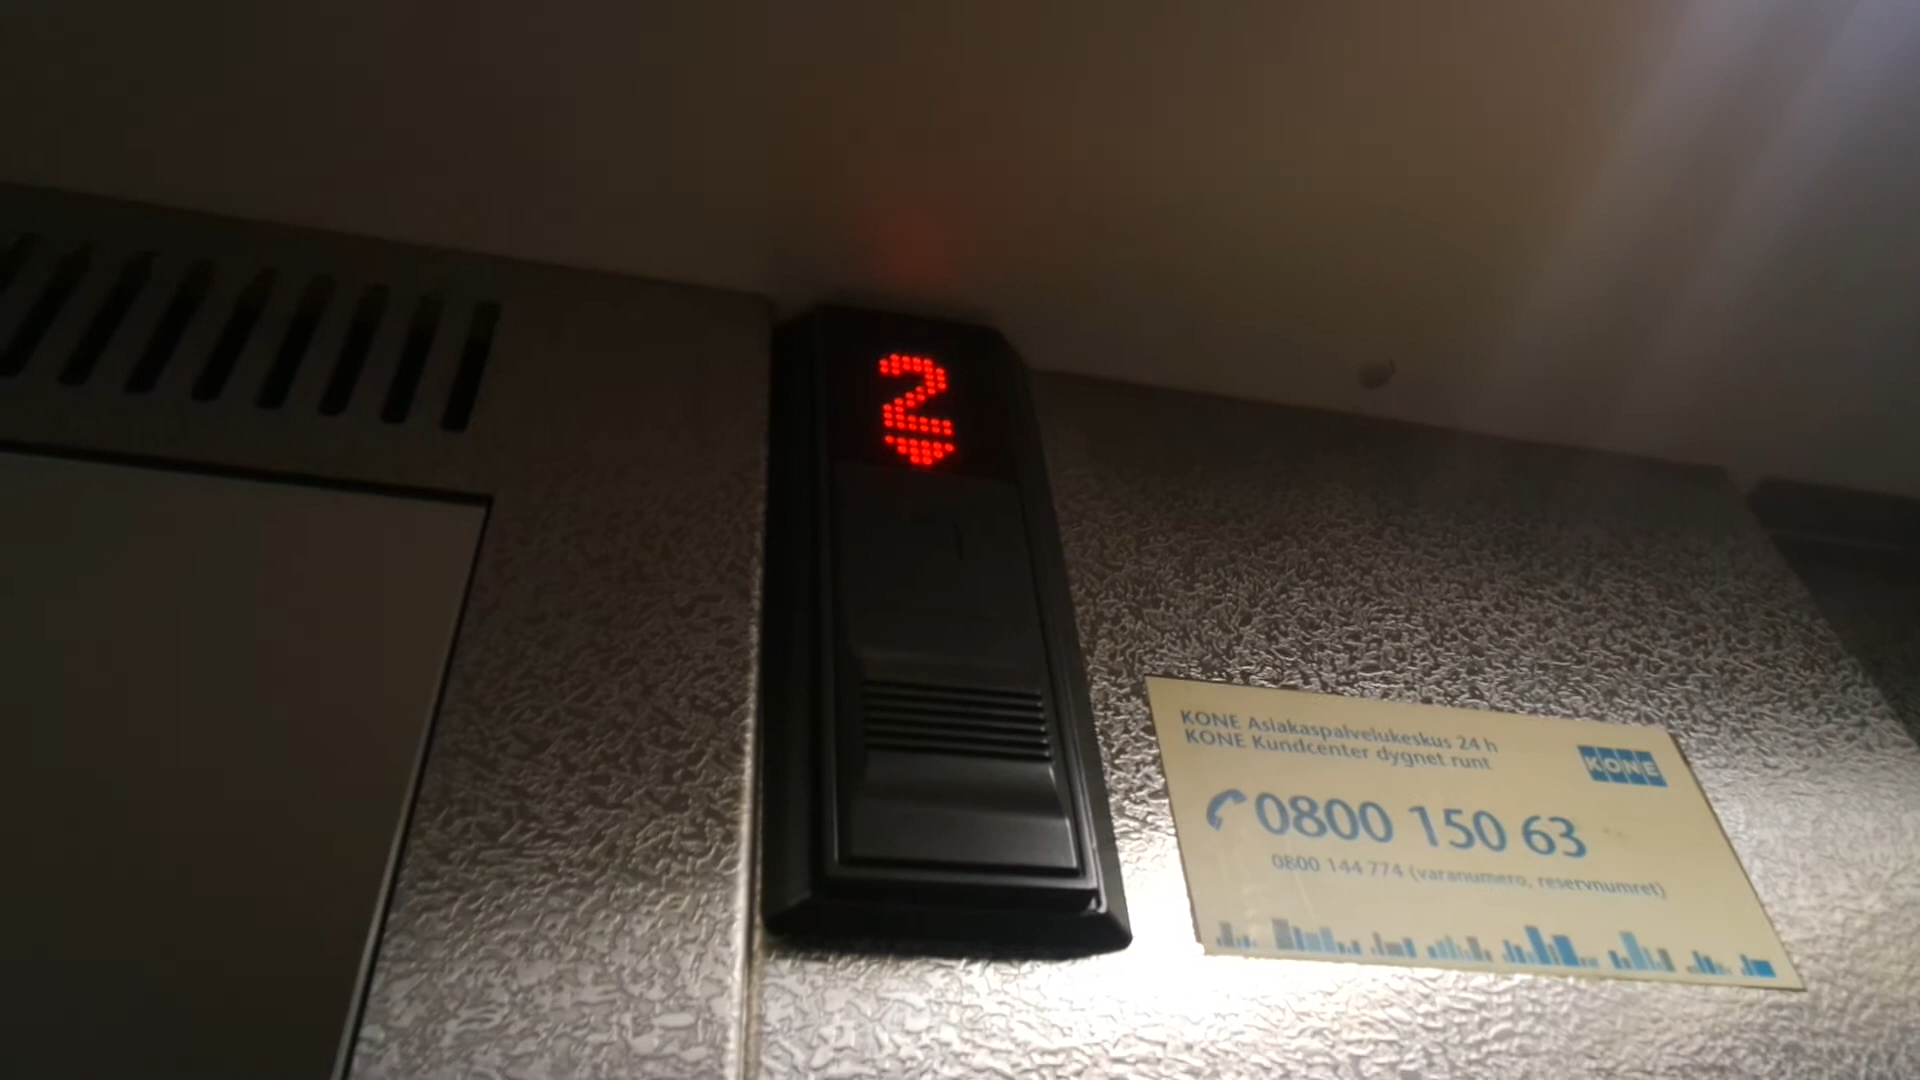 2
KONE Asiakaspalvelukeskus 24 h
KONE Kundcenter dygnet runt
KONE
0800 150 63
0800 144 774 (varanumero, reservnumret)